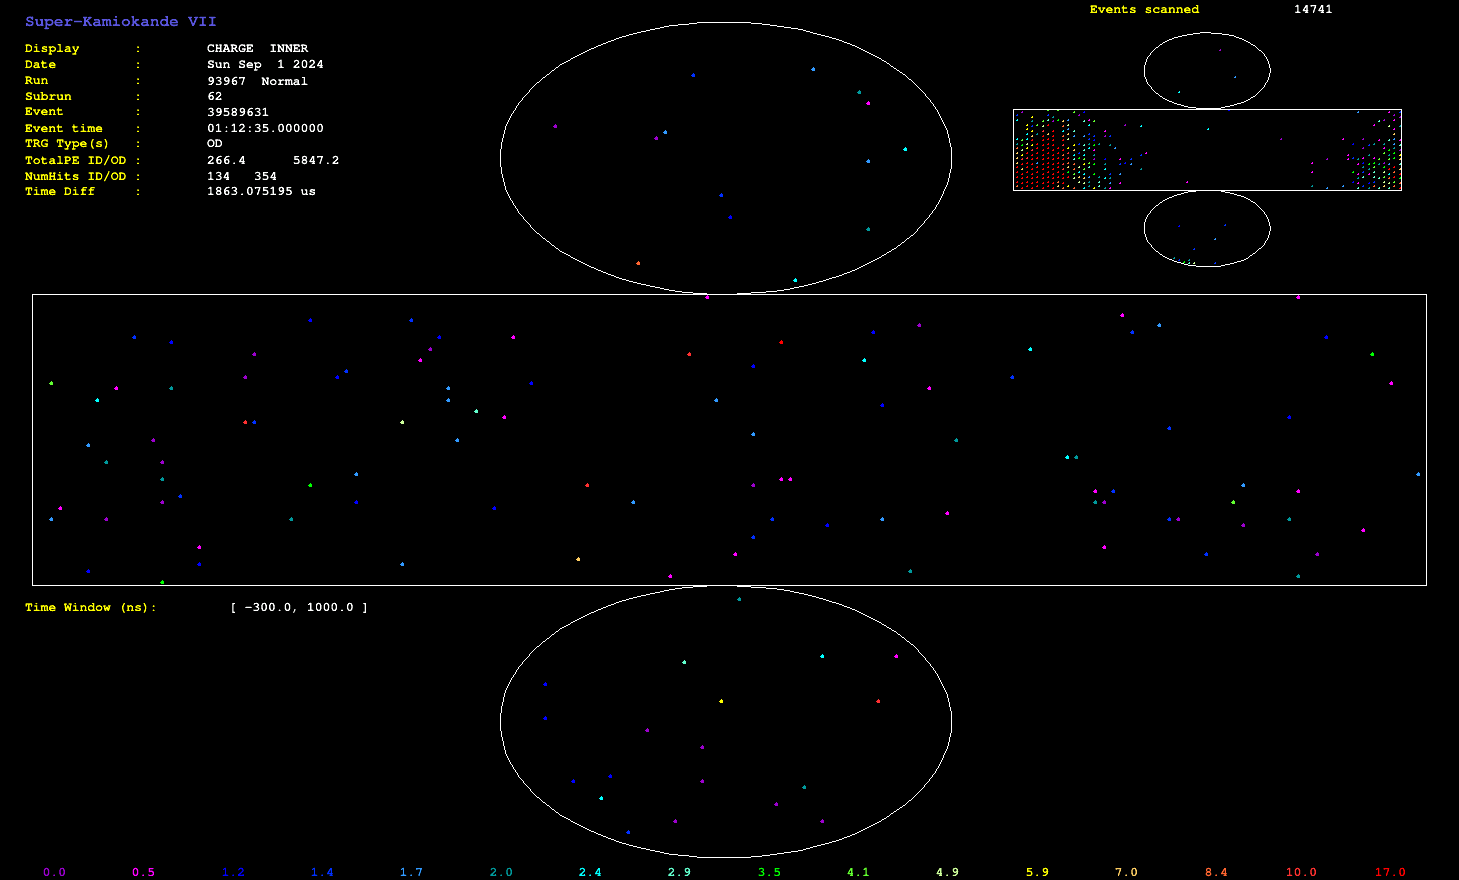 Super-Kamiokande VII
Events scanned 14741
Display : CHARGE INNER
Date : Sun Sep 1 2024
Run : 93967 Normal
Subrun : 62
Event : 39589631
Event time : 01:12:35.000000
TRG Type(s) : OD
TotalPE ID/OD : 266.4 5847.2
NumHits ID/OD : 134 354
Time Diff : 1863.075195 us
Time Window (ns): [ -300.0, 1000.0 ]
0.0 0.5 1.2 1.4 1.7 2.0 2.4 2.9 3.5 4.1 4.9 5.9 7.0 8.4 10.0 17.0